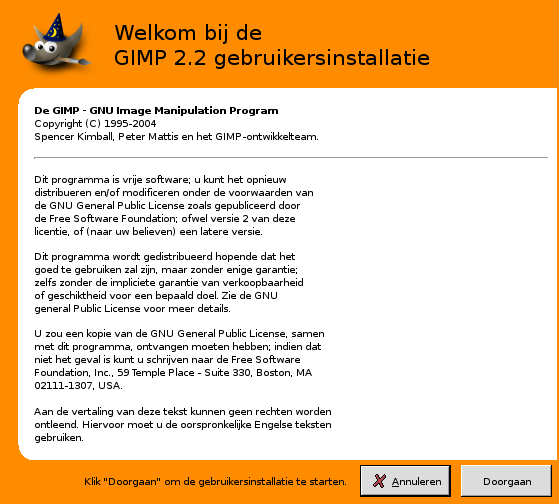 Welkom bij de
GIMP 2.2 gebruikersinstallatie
De GIMP - GNU Image Manipulation Program
Copyright (C) 1995-2004
Spencer Kimball, Peter Mattis en het GIMP-ontwikkelteam.
Dit programma is vrije software; u kunt het opnieuw
distribueren en/of modificeren onder de voorwaarden van
de GNU General Public License zoals gepubliceerd door
de Free Software Foundation; ofwel versie 2 van deze
licentie, of (naar uw believen) een latere versie.
Dit programma wordt gedistribueerd hopende dat het
goed te gebruiken zal zijn, maar zonder enige garantie;
zelfs zonder de impliciete garantie van verkoopbaarheid
of geschiktheid voor een bepaald doel. Zie de GNU
general Public License voor meer details.
U zou een kopie van de GNU General Public License, samen
met dit programma, ontvangen moeten hebben; indien dat
niet het geval is kunt u schrijven naar de Free Software
Foundation, Inc., 59 Temple Place - Suite 330, Boston, MA
02111-1307, USA.
Aan de vertaling van deze tekst kunnen geen rechten worden
ontleend. Hiervoor moet u de oorspronkelijke Engelse teksten
gebruiken.
Klik "Doorgaan" om de gebruikersinstallatie te starten.
Annuleren
Doorgaan